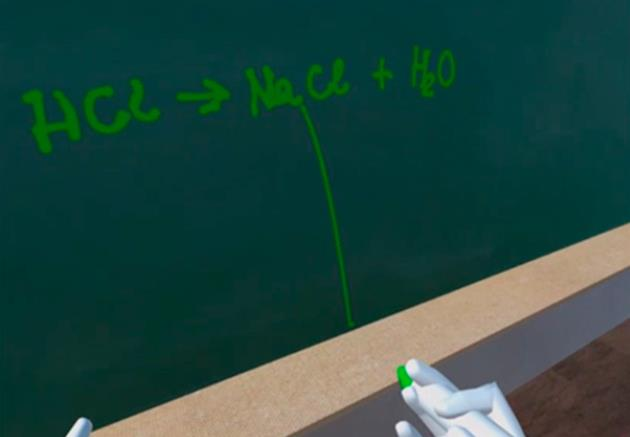 HCl → NaCl + H₂O